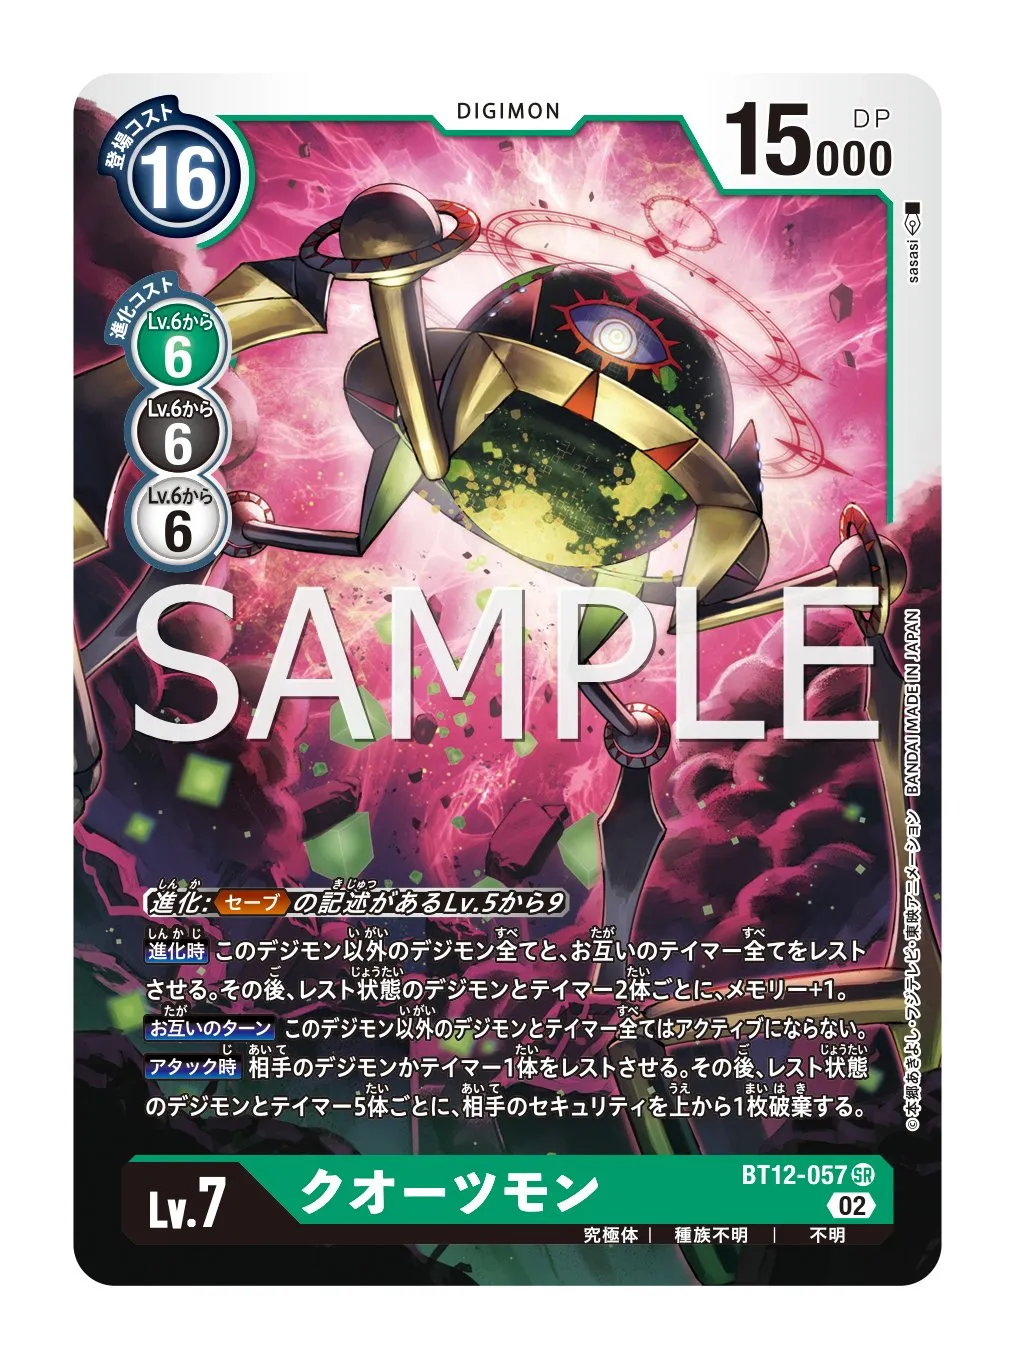 DIGIMON
登場コスト
16
15000
DP
sasasi
進化コスト
Lv.6から
6
Lv.6から
6
Lv.6から
6
SAMPLE
©本郷あきよし・フジテレビ・東映アニメーション BANDAI MADE IN JAPAN
進化:セーブの記述があるLv.5から9
進化時 このデジモン以外のデジモン全てと、お互いのテイマー全てをレスト
させる。その後、レスト状態のデジモンとテイマー2体ごとに、メモリー+1。
お互いのターン このデジモン以外のデジモンとテイマー全てはアクティブにならない。
アタック時 相手のデジモンかテイマー1体をレストさせる。その後、レスト状態
のデジモンとテイマー5体ごとに、相手のセキュリティを上から1枚破棄する。
Lv.7
クオーツモン
BT12-057 SR
02
究極体 | 種族不明 | 不明